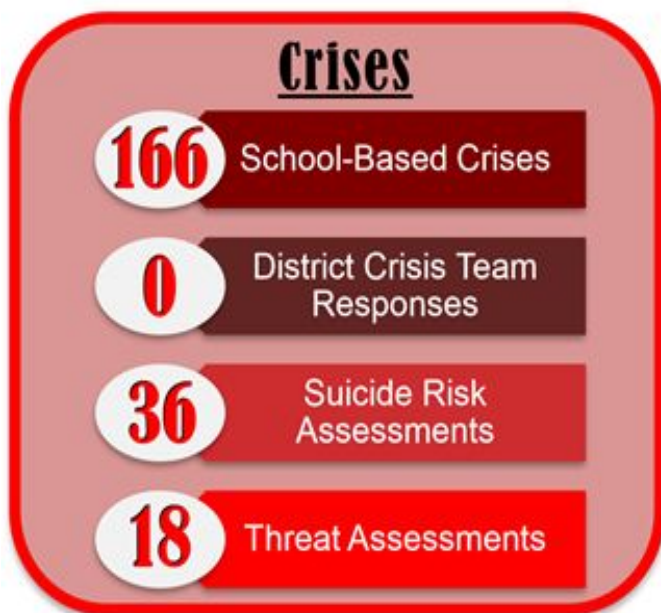 Crises
166 School-Based Crises
0 District Crisis Team
Responses
36 Suicide Risk
Assessments
18 Threat Assessments